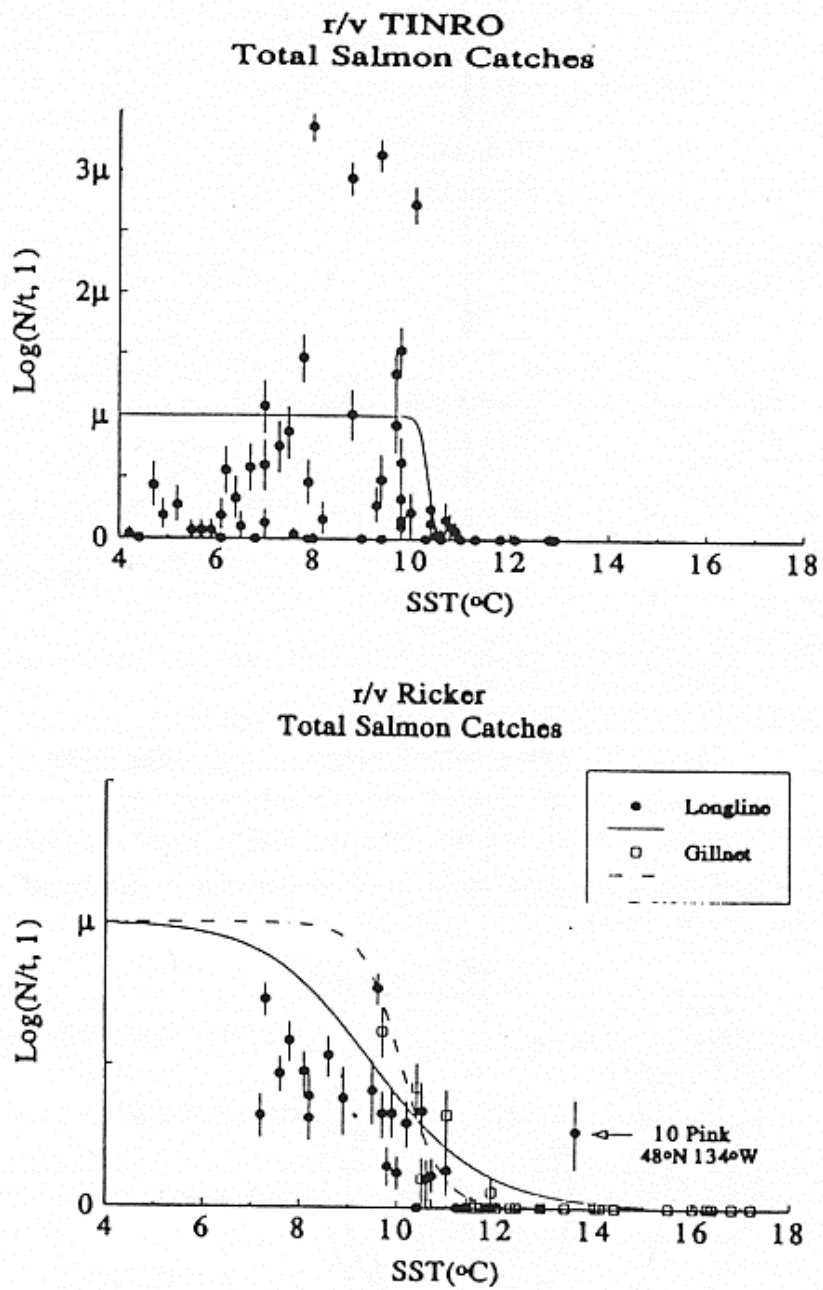 r/v TINRO
Total Salmon Catches
3μ
2μ
μ
0
Log(N/t, 1)
4 6 8 10 12 14 16 18
SST(oC)
r/v Ricker
Total Salmon Catches
Longline
Gillnet
μ
0
Log(N/t, 1)
10 Pink
48oN 134oW
4 6 8 10 12 14 16 18
SST(oC)